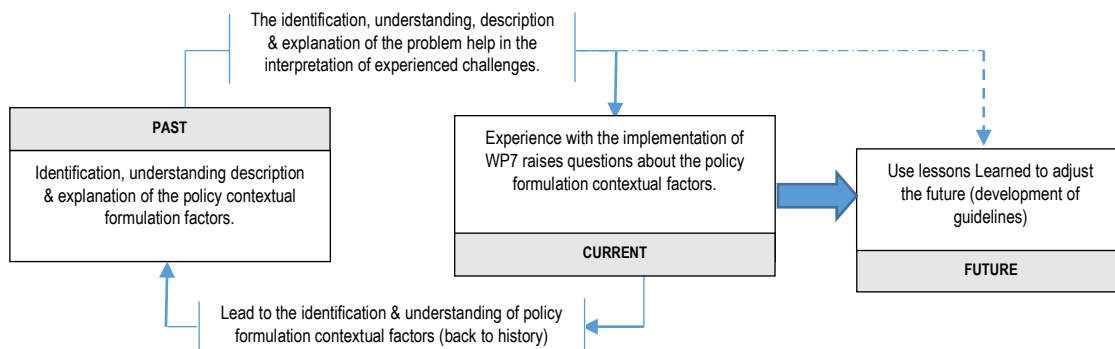 The identification, understanding, description
& explanation of the problem help in the
interpretation of experienced challenges.
PAST
Identification, understanding description
& explanation of the policy contextual
formulation factors.
Experience with the implementation of
WP7 raises questions about the policy
formulation contextual factors.
CURRENT
Use lessons Learned to adjust
the future (development of
guidelines)
FUTURE
Lead to the identification & understanding of policy
formulation contextual factors (back to history)